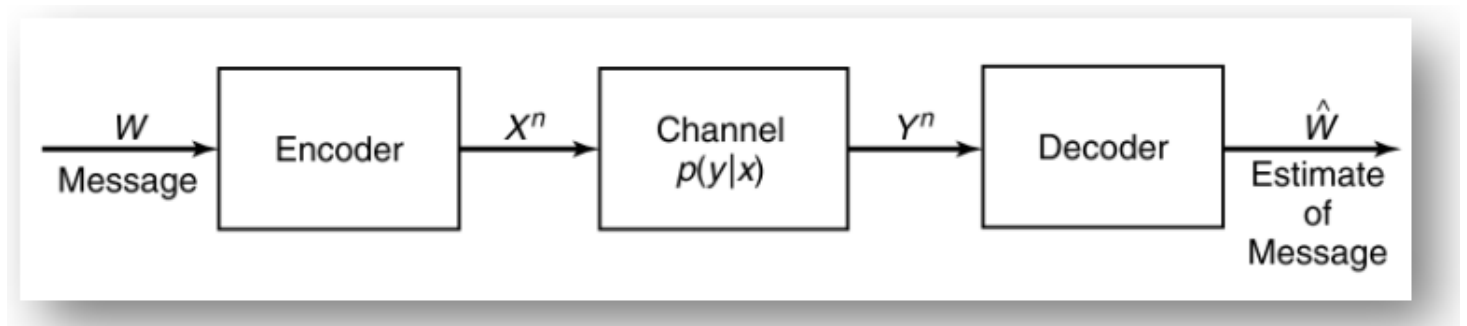 W
Message
Encoder
Xⁿ
Channel
p(y|x)
Yⁿ
Decoder
Ŵ
Estimate
of
Message